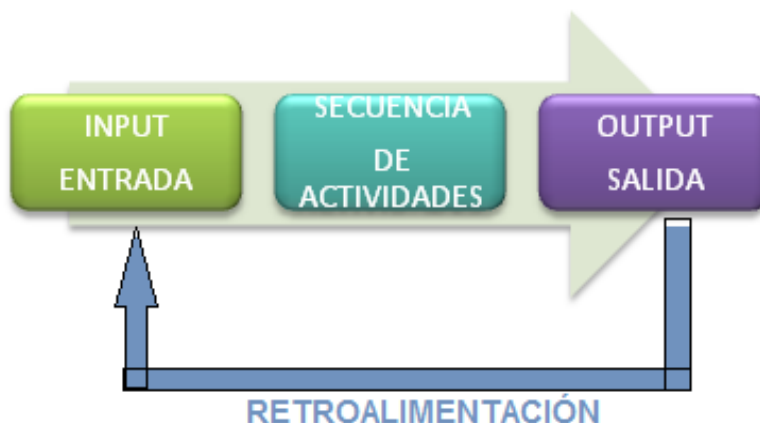 INPUT
ENTRADA
SECUENCIA
DE
ACTIVIDADES
OUTPUT
SALIDA
RETROALIMENTACIÓN